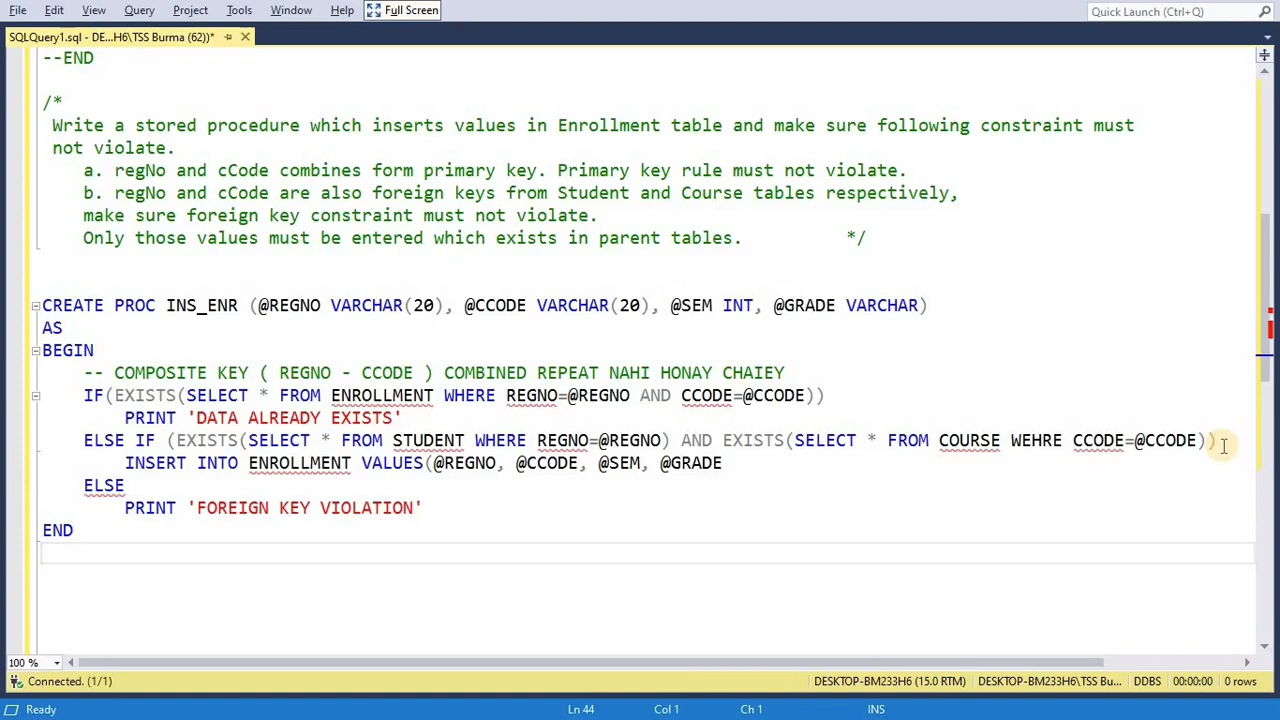 File Edit View Query Project Tools Window Help Full Screen Quick Launch (Ctrl+Q)
SQLQuery1.sql - DE...H6\TSS Burma (62))*
--END
/*
Write a stored procedure which inserts values in Enrollment table and make sure following constraint must
not violate.
a. regNo and cCode combines form primary key. Primary key rule must not violate.
b. regNo and cCode are also foreign keys from Student and Course tables respectively,
make sure foreign key constraint must not violate.
Only those values must be entered which exists in parent tables. */
CREATE PROC INS_ENR (@REGNO VARCHAR(20), @CCODE VARCHAR(20), @SEM INT, @GRADE VARCHAR)
AS
BEGIN
-- COMPOSITE KEY ( REGNO - CCODE ) COMBINED REPEAT NAHI HONAY CHAIEY
IF(EXISTS(SELECT * FROM ENROLLMENT WHERE REGNO=@REGNO AND CCODE=@CCODE))
PRINT 'DATA ALREADY EXISTS'
ELSE IF (EXISTS(SELECT * FROM STUDENT WHERE REGNO=@REGNO) AND EXISTS(SELECT * FROM COURSE WEHRE CCODE=@CCODE))
INSERT INTO ENROLLMENT VALUES(@REGNO, @CCODE, @SEM, @GRADE
ELSE
PRINT 'FOREIGN KEY VIOLATION'
END
100 %
Connected. (1/1) DESKTOP-BM233H6 (15.0 RTM) DESKTOP-BM233H6\TSS Bu... DDBS 00:00:00 0 rows
Ready Ln 44 Col 1 Ch 1 INS